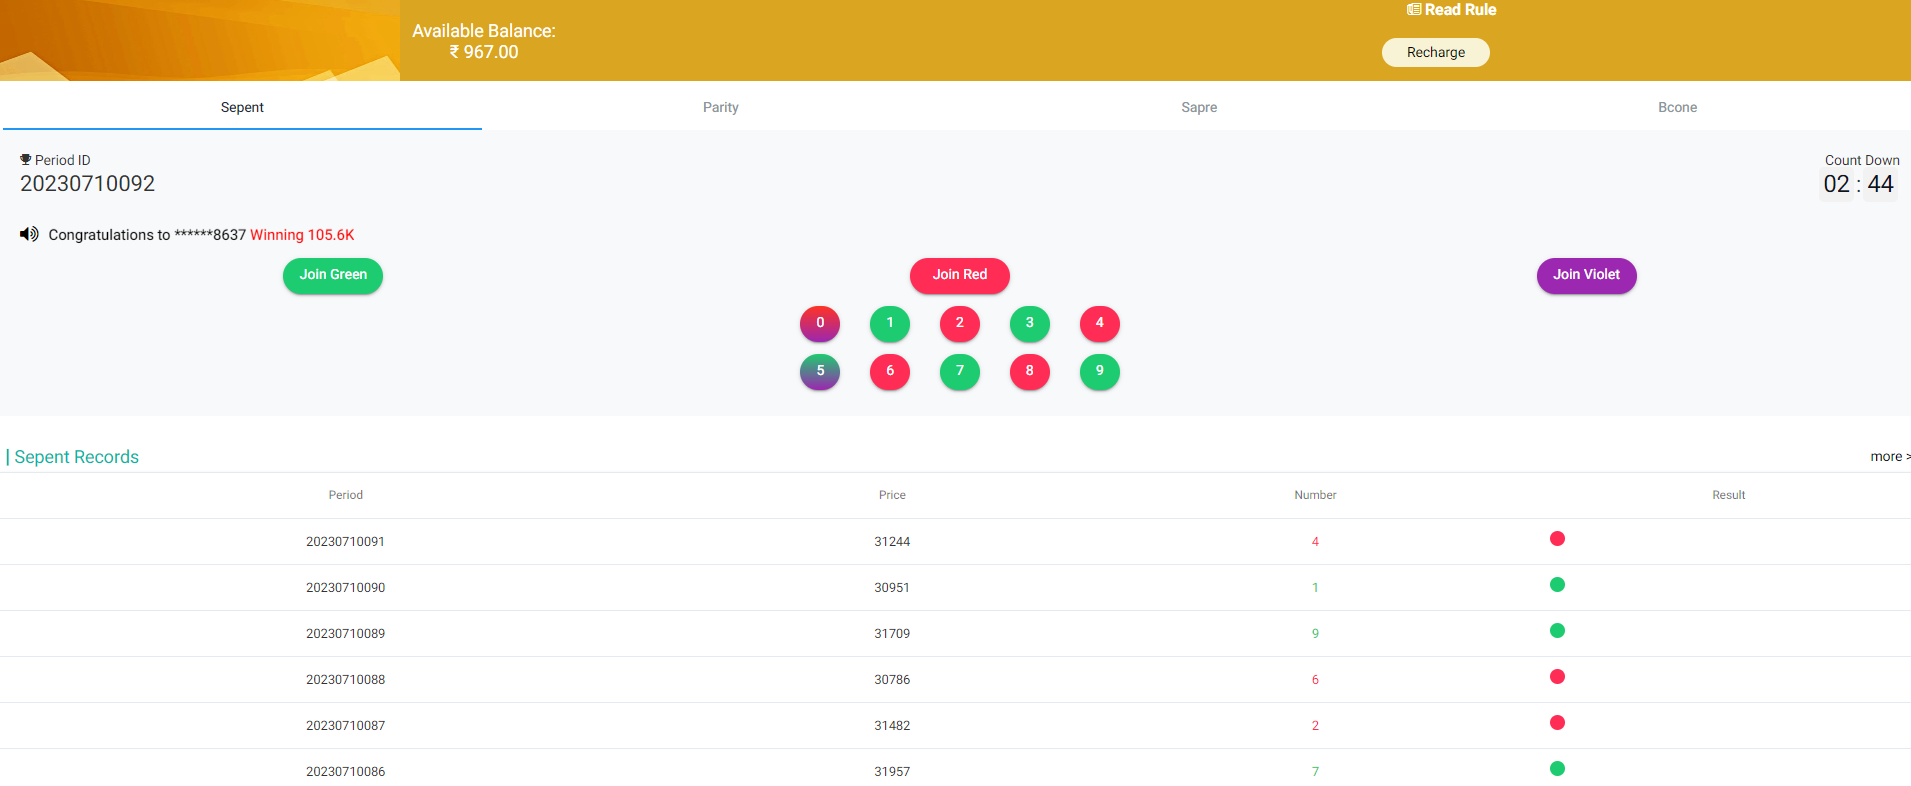 Available Balance:
₹ 967.00
Read Rule
Recharge
Sepent Parity Sapre Bcone
Period ID
20230710092
Count Down
02 : 44
Congratulations to ******8637 Winning 105.6K
Join Green Join Red Join Violet
0 1 2 3 4
5 6 7 8 9
| Sepent Records more >
Period Price Number Result
20230710091 31244 4
20230710090 30951 1
20230710089 31709 9
20230710088 30786 6
20230710087 31482 2
20230710086 31957 7